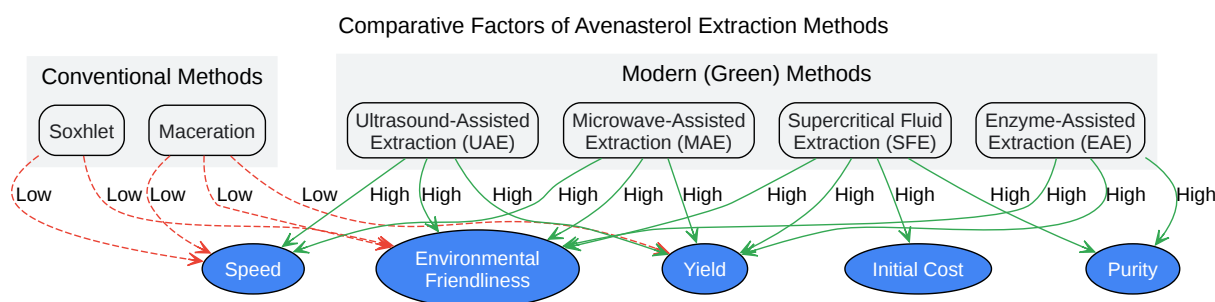 Comparative Factors of Avenasterol Extraction Methods
Conventional Methods
Modern (Green) Methods
Soxhlet
Maceration
Ultrasound-Assisted
Extraction (UAE)
Microwave-Assisted
Extraction (MAE)
Supercritical Fluid
Extraction (SFE)
Enzyme-Assisted
Extraction (EAE)
Low
Low
Low
Low
Low
High
High
High
High
High
High
High
High
High
High
High
High
High
Speed
Environmental
Friendliness
Yield
Initial Cost
Purity